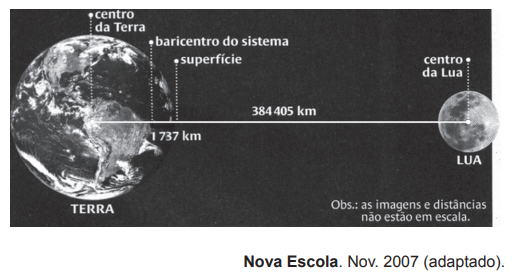 centro
da Terra
baricentro do sistema
superfície
centro
da Lua
384 405 km
1 737 km
LUA
TERRA
Obs.: as imagens e distâncias
não estão em escala.
Nova Escola. Nov. 2007 (adaptado).